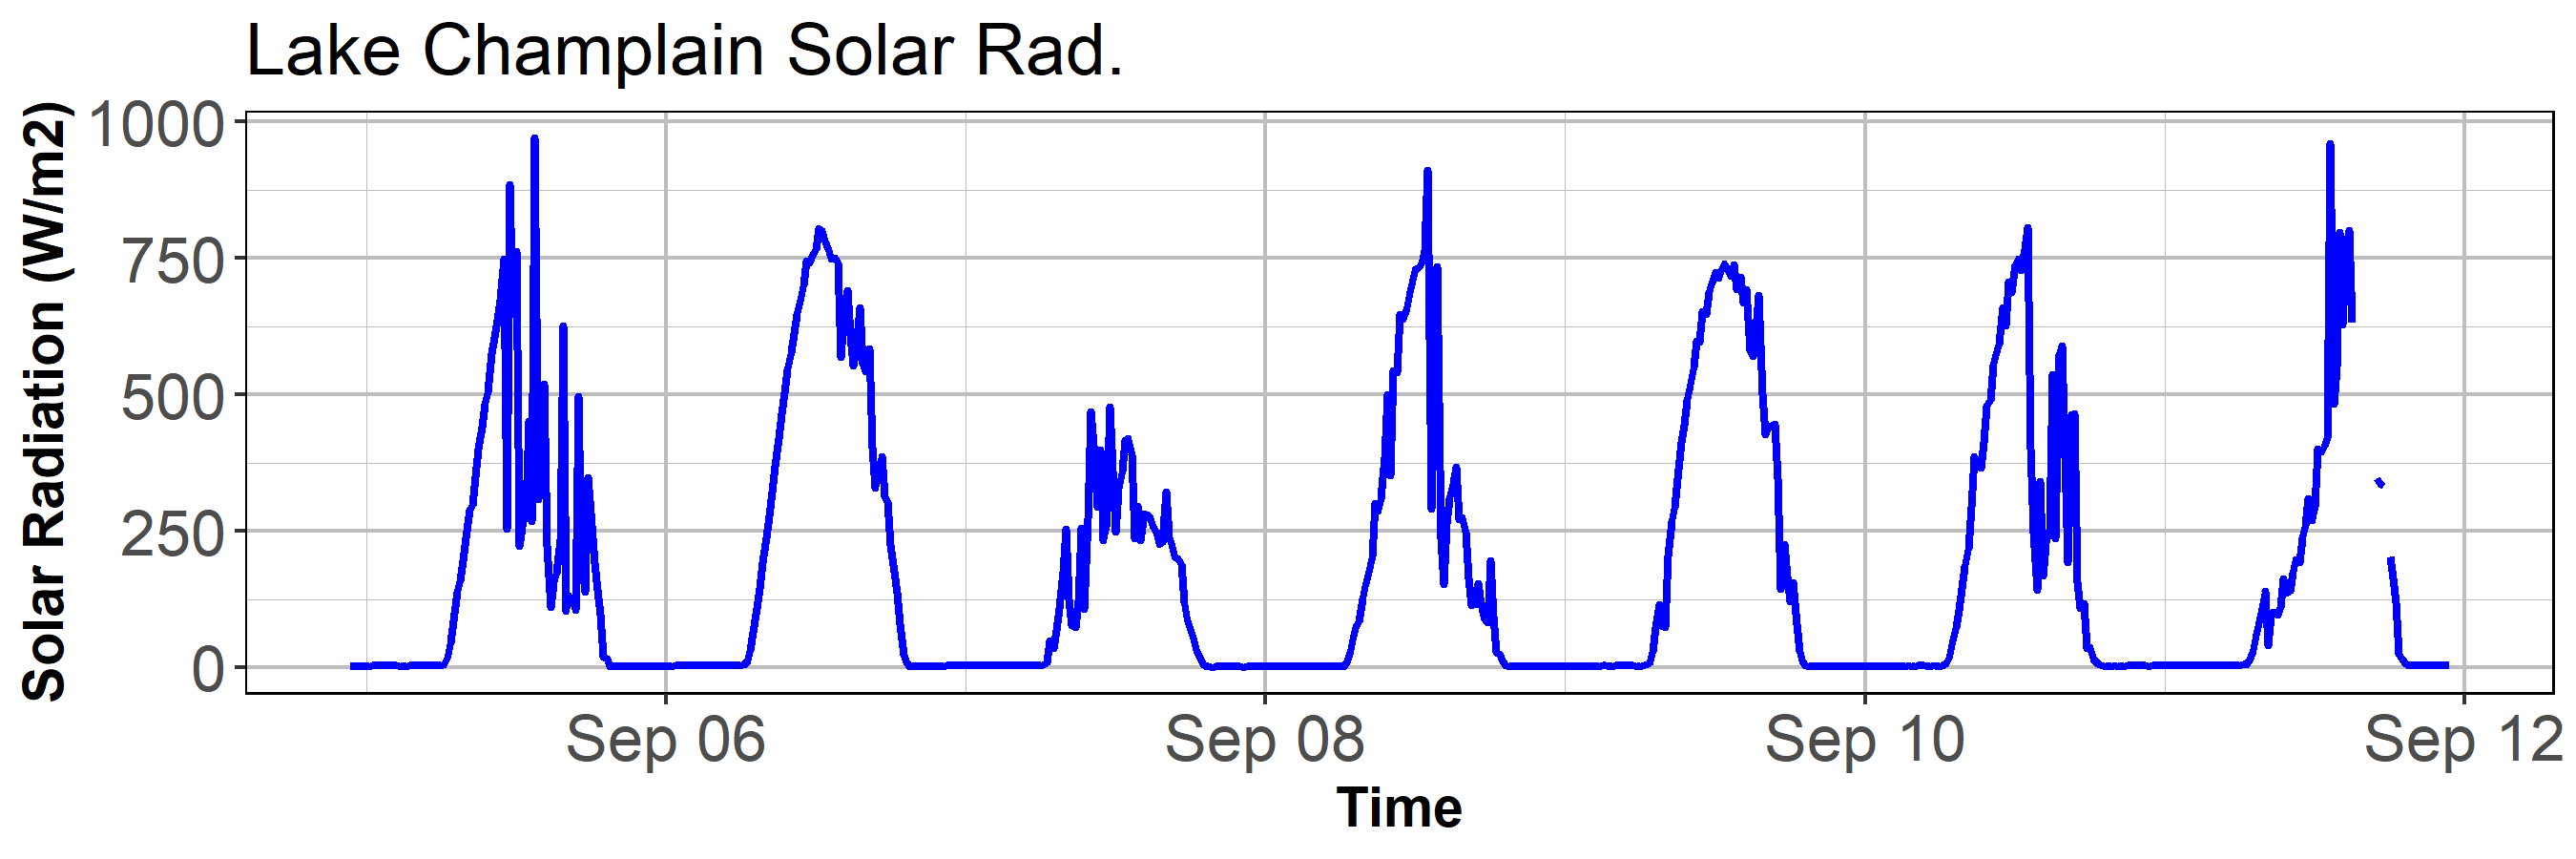 Lake Champlain Solar Rad.
Solar Radiation (W/m2)
1000
750
500
250
0
Sep 06 Sep 08 Sep 10 Sep 12
Time